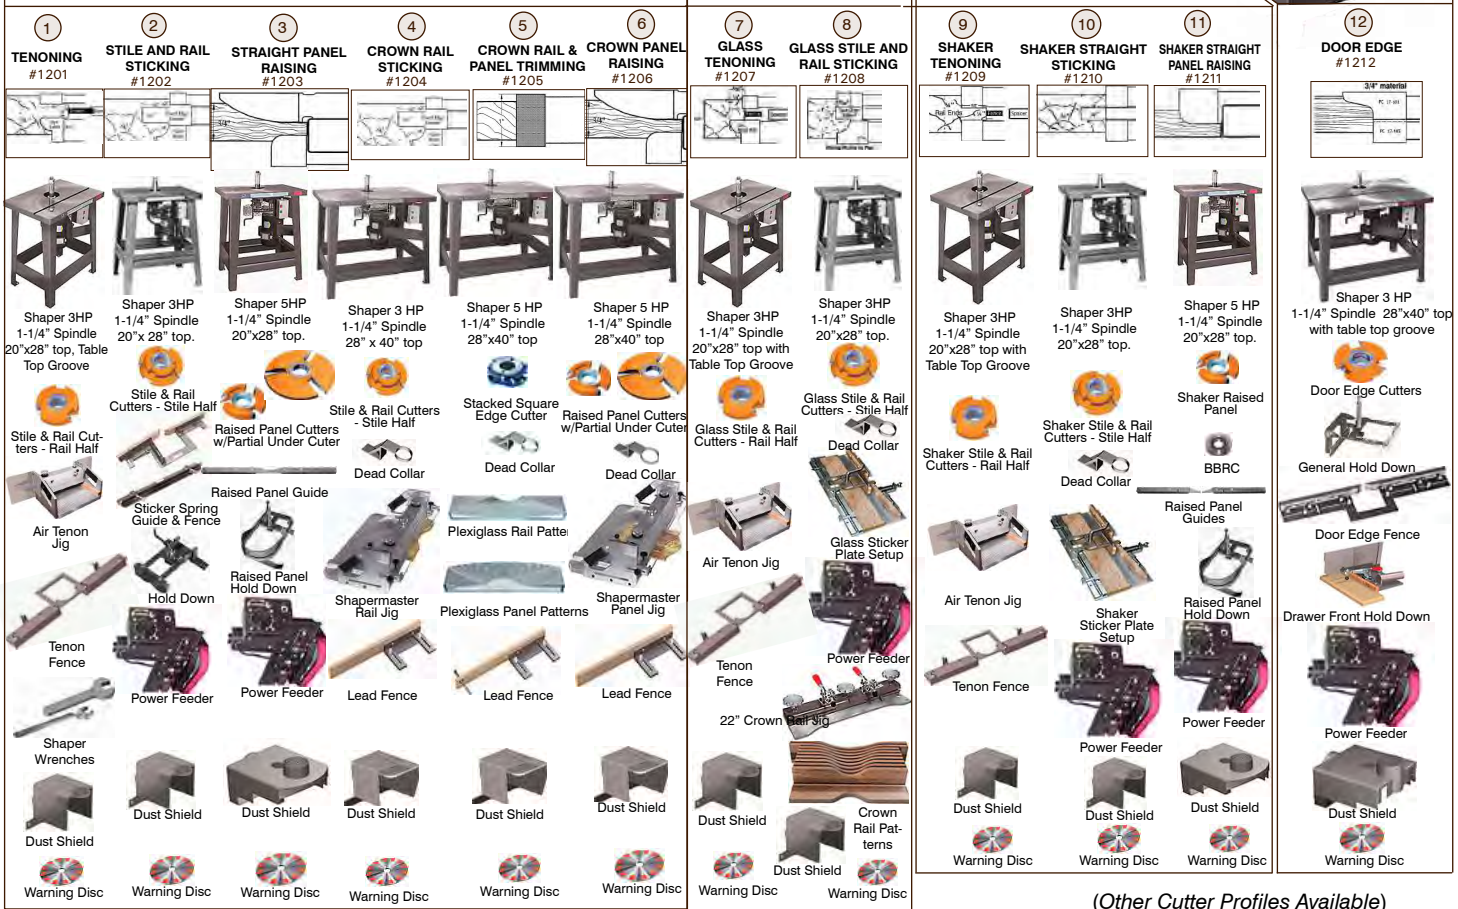 1
TENONING
#1201
Shaper 3HP
1-1/4” Spindle
20”x28” top, Table
Top Groove
Stile & Rail Cut-
ters - Rail Half
Air Tenon
Jig
Tenon
Fence
Shaper
Wrenches
Dust Shield
Warning Disc
2
STILE AND RAIL
STICKING
#1202
Shaper 3HP
1-1/4” Spindle
20”x 28” top.
Stile & Rail
Cutters - Stile Half
Sticker Spring
Guide & Fence
Hold Down
Power Feeder
Dust Shield
Warning Disc
3
STRAIGHT PANEL
RAISING
#1203
3/4"
Shaper 5HP
1-1/4” Spindle
20”x28” top.
Raised Panel Cutters
w/Partial Under Cuter
Raised Panel Guide
Raised Panel
Hold Down
Power Feeder
Dust Shield
Warning Disc
4
CROWN RAIL
STICKING
#1204
Shaper 3 HP
1-1/4” Spindle
28” x 40” top
Stile & Rail Cutters
- Stile Half
Dead Collar
Shapermaster
Rail Jig
Lead Fence
Dust Shield
Warning Disc
5
CROWN RAIL &
PANEL TRIMMING
#1205
Shaper 5 HP
1-1/4” Spindle
28”x40” top
Stacked Square
Edge Cutter
Dead Collar
Plexiglass Rail Patter
Plexiglass Panel Patterns
Lead Fence
Dust Shield
Warning Disc
6
CROWN PANEL
RAISING
#1206
3/4"
Shaper 5 HP
1-1/4” Spindle
28”x40” top
Raised Panel Cutters
w/Partial Under Cuter
Dead Collar
Shapermaster
Panel Jig
Lead Fence
Dust Shield
Warning Disc
7
GLASS
TENONING
#1207
Shaper 3HP
1-1/4” Spindle
20”x28” top with
Table Top Groove
Glass Stile & Rail
Cutters - Rail Half
Air Tenon Jig
Tenon
Fence
22” Crown Rail Jig
Dust Shield
Warning Disc
8
GLASS STILE AND
RAIL STICKING
#1208
Shaper 3HP
1-1/4” Spindle
20”x28” top.
Glass Stile & Rail
Cutters - Stile Half
Dead Collar
Glass Sticker
Plate Setup
Power Feeder
Crown
Rail Pat-
terns
Dust Shield
Warning Disc
9
SHAKER
TENONING
#1209
Rail Ends
Spacer
Shaper 3HP
1-1/4” Spindle
20”x28” top with
Table Top Groove
Shaker Stile & Rail
Cutters - Rail Half
Air Tenon Jig
Tenon Fence
Dust Shield
Warning Disc
10
SHAKER STRAIGHT
STICKING
#1210
Shaper 3HP
1-1/4” Spindle
20”x28” top.
Shaker Stile & Rail
Cutters - Stile Half
Dead Collar
Shaker
Sticker Plate
Setup
Power Feeder
Dust Shield
Warning Disc
11
SHAKER STRAIGHT
PANEL RAISING
#1211
Shaper 5 HP
1-1/4” Spindle
20”x28” top.
Shaker Raised
Panel
BBRC
Raised Panel
Guides
Raised Panel
Hold Down
Power Feeder
Dust Shield
Warning Disc
12
DOOR EDGE
#1212
3/4" material
Shaper 3 HP
1-1/4” Spindle 28”x40” top
with table top groove
Door Edge Cutters
General Hold Down
Door Edge Fence
Drawer Front Hold Down
Power Feeder
Dust Shield
Warning Disc
(Other Cutter Profiles Available)